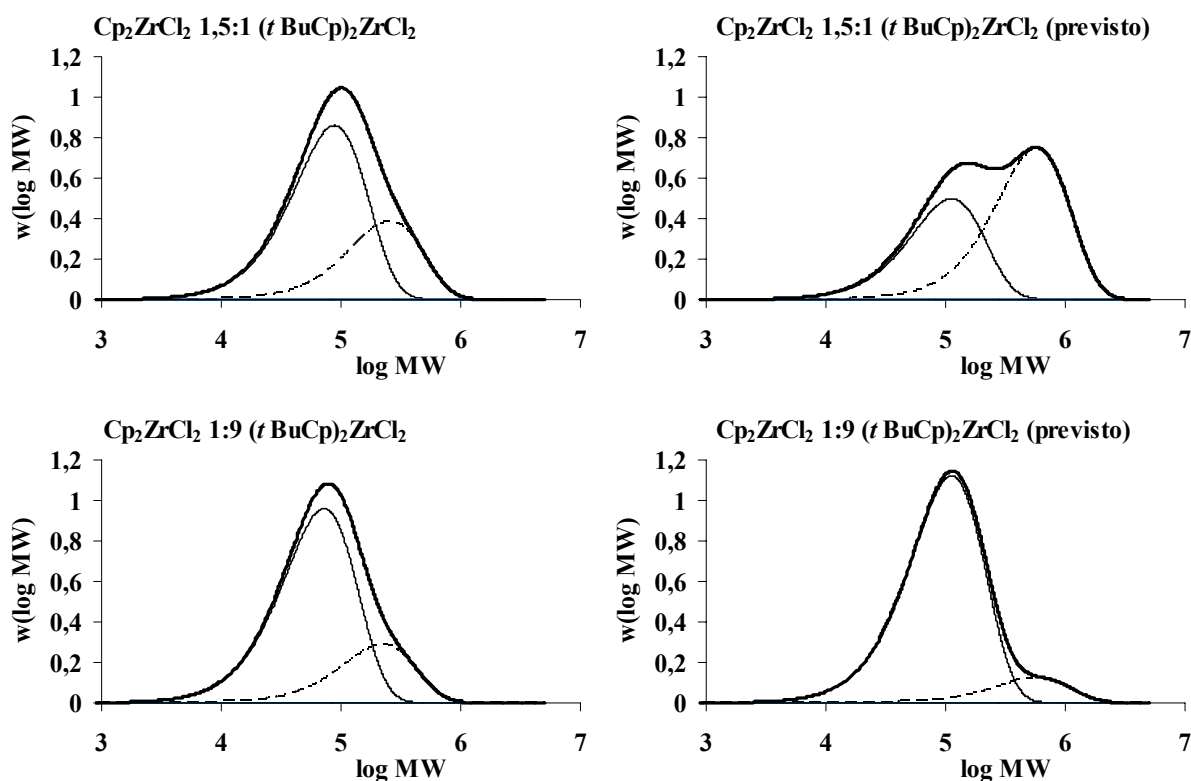 Cp₂ZrCl₂ 1,5:1 (t BuCp)₂ZrCl₂
1,2
1
0,8
0,6
0,4
0,2
0
w(log MW)
3 4 5 6 7
log MW
Cp₂ZrCl₂ 1,5:1 (t BuCp)₂ZrCl₂ (previsto)
1,2
1
0,8
0,6
0,4
0,2
0
w(log MW)
3 4 5 6 7
log MW
Cp₂ZrCl₂ 1:9 (t BuCp)₂ZrCl₂
1,2
1
0,8
0,6
0,4
0,2
0
w(log MW)
3 4 5 6 7
log MW
Cp₂ZrCl₂ 1:9 (t BuCp)₂ZrCl₂ (previsto)
1,2
1
0,8
0,6
0,4
0,2
0
w(log MW)
3 4 5 6 7
log MW